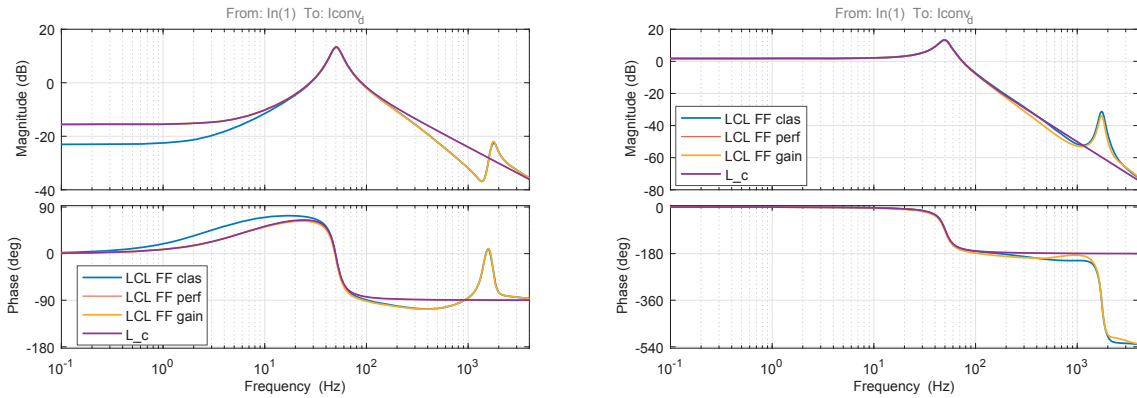 From: In(1) To: Iconv_d
Magnitude (dB)
20
0
-20
-40
Phase (deg)
90
0
-90
-180
LCL FF clas
LCL FF perf
LCL FF gain
L_c
10^-1
10^0
10^1
10^2
10^3
Frequency (Hz)
From: In(1) To: Iconv_d
Magnitude (dB)
20
0
-20
-40
-60
-80
LCL FF clas
LCL FF perf
LCL FF gain
L_c
Phase (deg)
0
-180
-360
-540
10^-1
10^0
10^1
10^2
10^3
Frequency (Hz)